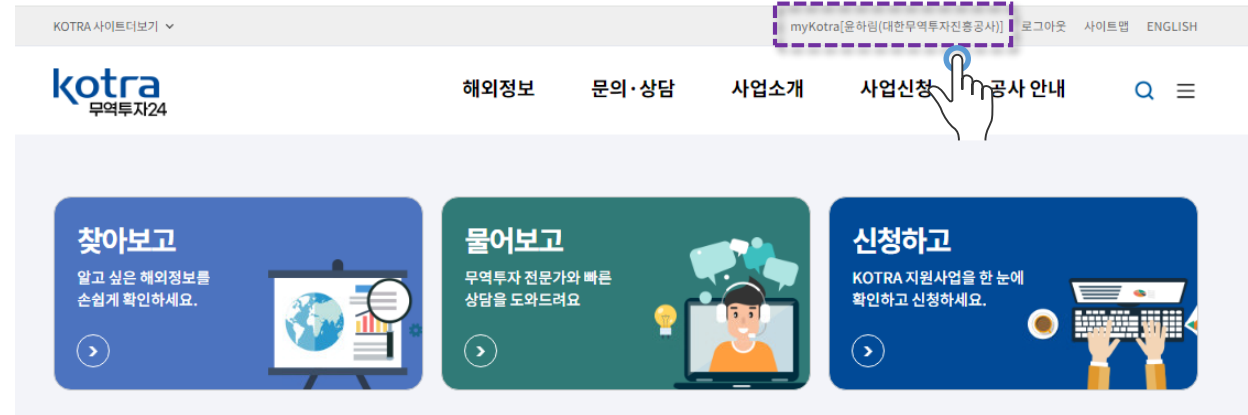 KOTRA 사이트더보기
myKotra[윤하림(대한무역투자진흥공사)] 로그아웃 사이트맵 ENGLISH
kotra
무역투자24
해외정보 문의·상담 사업소개 사업신청 공사 안내
찾아보고
알고 싶은 해외정보를
손쉽게 확인하세요.
물어보고
무역투자 전문가와 빠른
상담을 도와드려요
신청하고
KOTRA 지원사업을 한 눈에
확인하고 신청하세요.